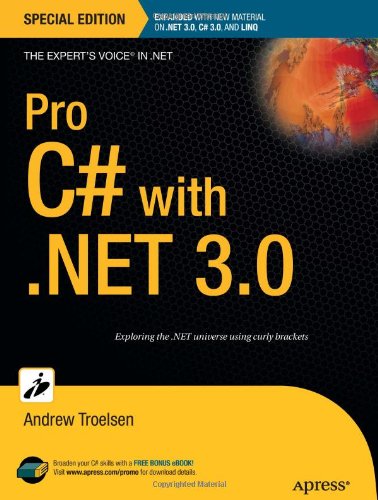 SPECIAL EDITION
EXPANDED WITH NEW MATERIAL
ON .NET 3.0, C# 3.0, AND LINQ
THE EXPERT'S VOICE® IN .NET
Pro
C# with
.NET 3.0
Exploring the .NET universe using curly brackets
Andrew Troelsen
Broaden your C# skills with a FREE BONUS eBOOK!
Visit www.apress.com/promo for download details.
Copyrighted Material
Apress®